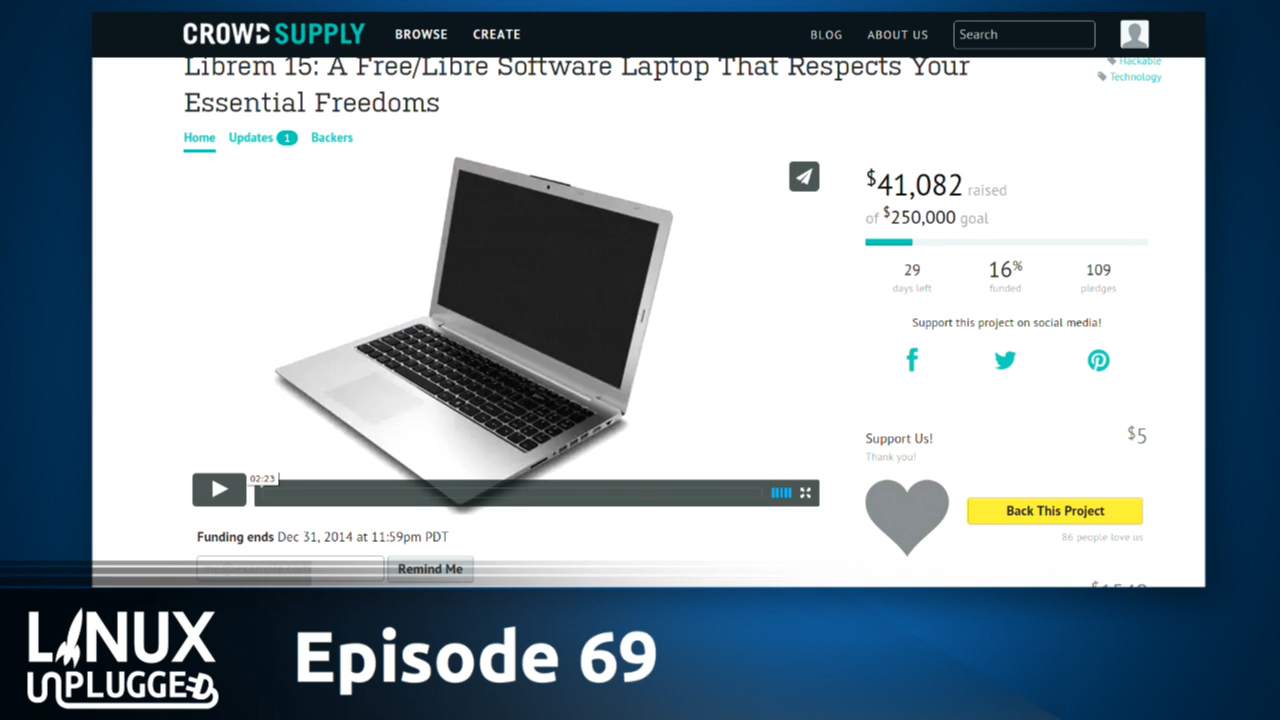 CROWD SUPPLY BROWSE CREATE BLOG ABOUT US Search
Librem 15: A Free/Libre Software Laptop That Respects Your
Essential Freedoms
Hackable
Technology
Home Updates 1 Backers
$41,082 raised
of $250,000 goal
29 16% 109
days left funded pledges
Support this project on social media!
Support Us! $5
Thank you!
02:23
Back This Project
86 people love us
Funding ends Dec 31, 2014 at 11:59pm PDT
Remind Me
LINUX
UNPLUGGED
Episode 69